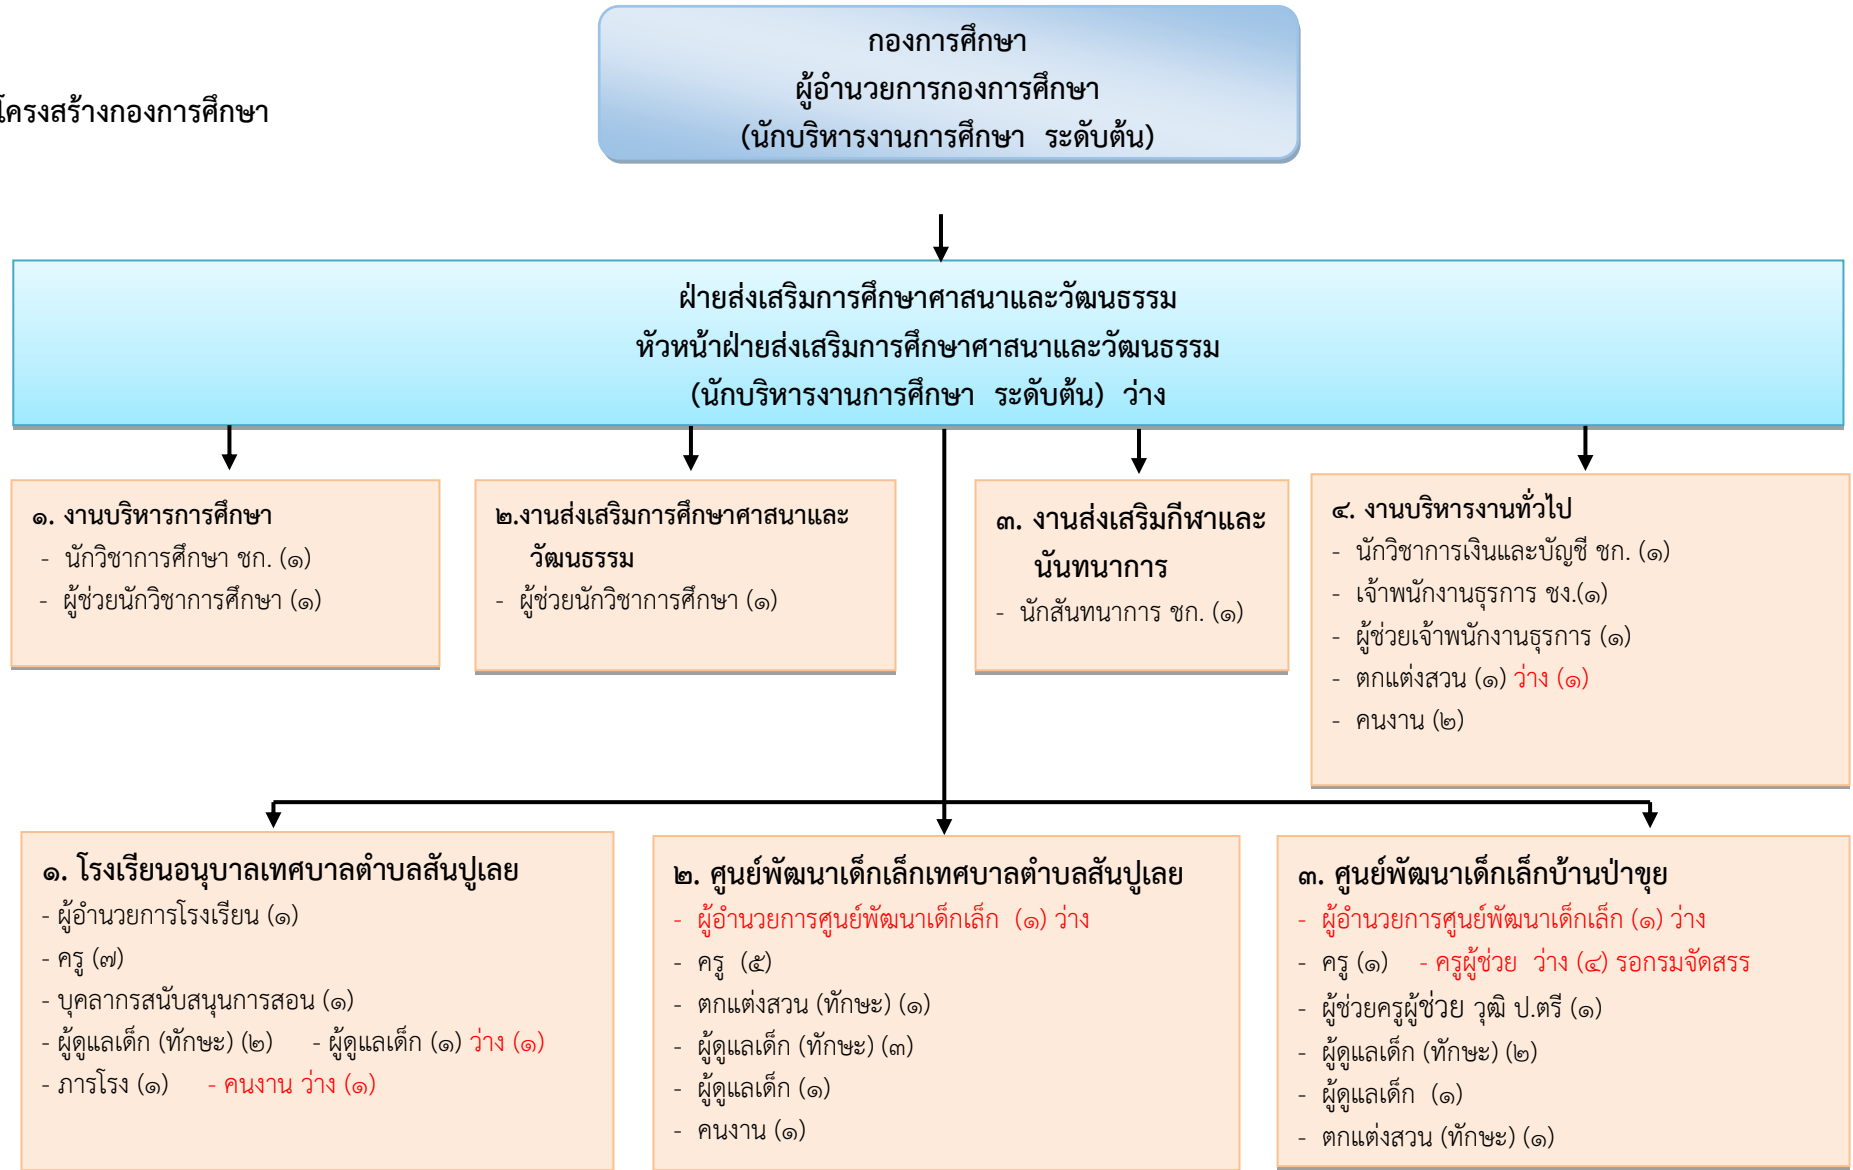 กองการศึกษา
ผู้อำนวยการกองการศึกษา
(นักบริหารงานการศึกษา ระดับต้น)
โครงสร้างกองการศึกษา
ฝ่ายส่งเสริมการศึกษาศาสนาและวัฒนธรรม
หัวหน้าฝ่ายส่งเสริมการศึกษาศาสนาและวัฒนธรรม
(นักบริหารงานการศึกษา ระดับต้น) ว่าง
๑. งานบริหารการศึกษา
- นักวิชาการศึกษา ชก. (๑)
- ผู้ช่วยนักวิชาการศึกษา (๑)
๒.งานส่งเสริมการศึกษาศาสนาและ
วัฒนธรรม
- ผู้ช่วยนักวิชาการศึกษา (๑)
๓. งานส่งเสริมกีฬาและ
นันทนาการ
- นักสันทนาการ ชก. (๑)
๔. งานบริหารงานทั่วไป
- นักวิชาการเงินและบัญชี ชก. (๑)
- เจ้าพนักงานธุรการ ชง.(๑)
- ผู้ช่วยเจ้าพนักงานธุรการ (๑)
- ตกแต่งสวน (๑) ว่าง (๑)
- คนงาน (๒)
๑. โรงเรียนอนุบาลเทศบาลตำบลสันปูเลย
- ผู้อำนวยการโรงเรียน (๑)
- ครู (๗)
- บุคลากรสนับสนุนการสอน (๑)
- ผู้ดูแลเด็ก (ทักษะ) (๒) - ผู้ดูแลเด็ก (๑) ว่าง (๑)
- ภารโรง (๑) - คนงาน ว่าง (๑)
๒. ศูนย์พัฒนาเด็กเล็กเทศบาลตำบลสันปูเลย
- ผู้อำนวยการศูนย์พัฒนาเด็กเล็ก (๑) ว่าง
- ครู (๕)
- ตกแต่งสวน (ทักษะ) (๑)
- ผู้ดูแลเด็ก (ทักษะ) (๓)
- ผู้ดูแลเด็ก (๑)
- คนงาน (๑)
๓. ศูนย์พัฒนาเด็กเล็กบ้านป่าขุย
- ผู้อำนวยการศูนย์พัฒนาเด็กเล็ก (๑) ว่าง
- ครู (๑) - ครูผู้ช่วย ว่าง (๔) รอกรมจัดสรร
- ผู้ช่วยครูผู้ช่วย วุฒิ ป.ตรี (๑)
- ผู้ดูแลเด็ก (ทักษะ) (๒)
- ผู้ดูแลเด็ก (๑)
- ตกแต่งสวน (ทักษะ) (๑)